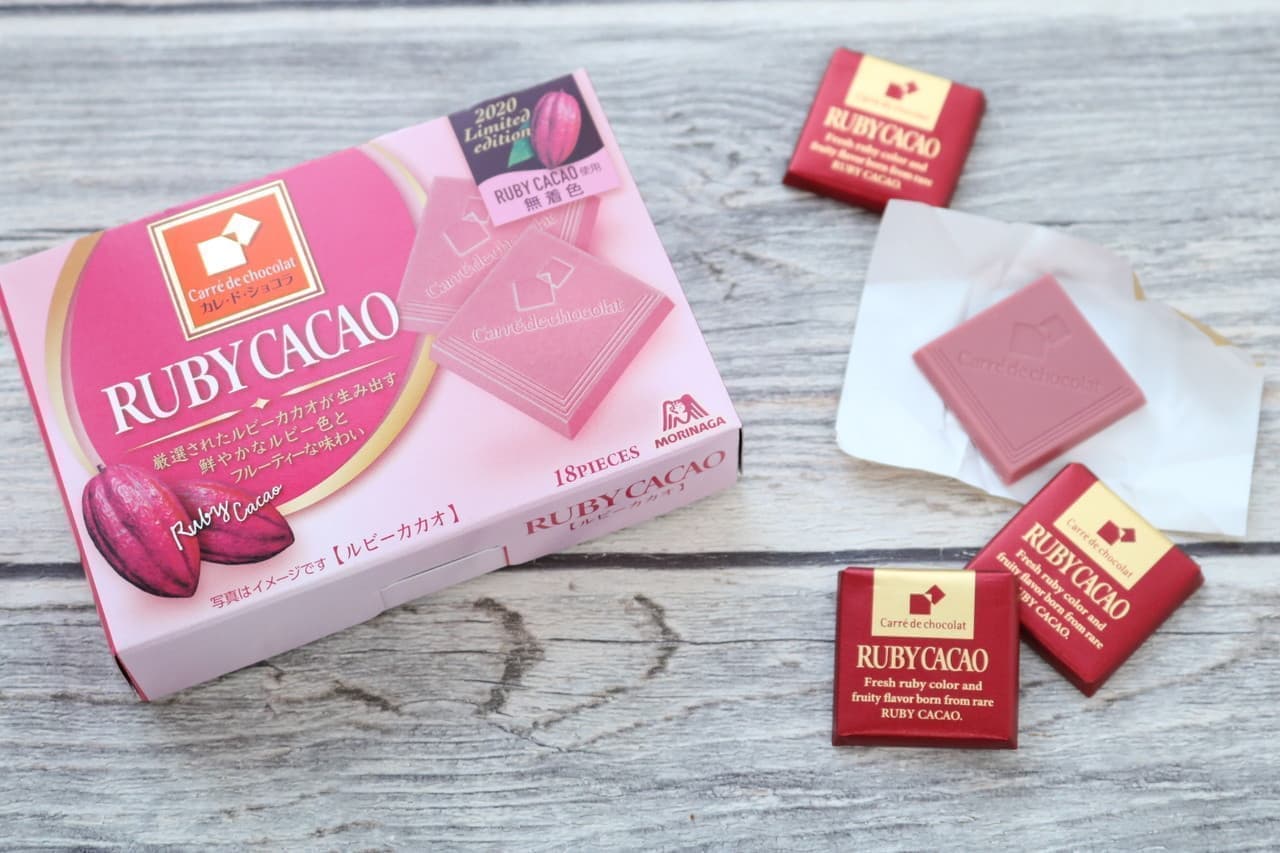 2020
Limited
edition
RUBY CACAO使用
無着色
Carré de chocolat
カレ・ド・ショコラ
RUBY CACAO
厳選されたルビーカカオが生み出す
鮮やかなルビー色と
フルーティーな味わい
Ruby
Cacao
Carré de chocolat
Carré de chocolat
MORINAGA
18PIECES
写真はイメージです【ルビーカカオ】
RUBY CACAO
【ルビーカカオ】
Carré de chocolat
RUBY CACAO
Fresh ruby color and
fruity flavor born from rare
RUBY CACAO.
Carré de chocolat
Carré de chocolat
RUBY CACAO
Fresh ruby color and
fruity flavor born from rare
RUBY CACAO.
Carré de chocolat
RUBY CACAO
Fresh ruby color and
fruity flavor born from rare
RUBY CACAO.